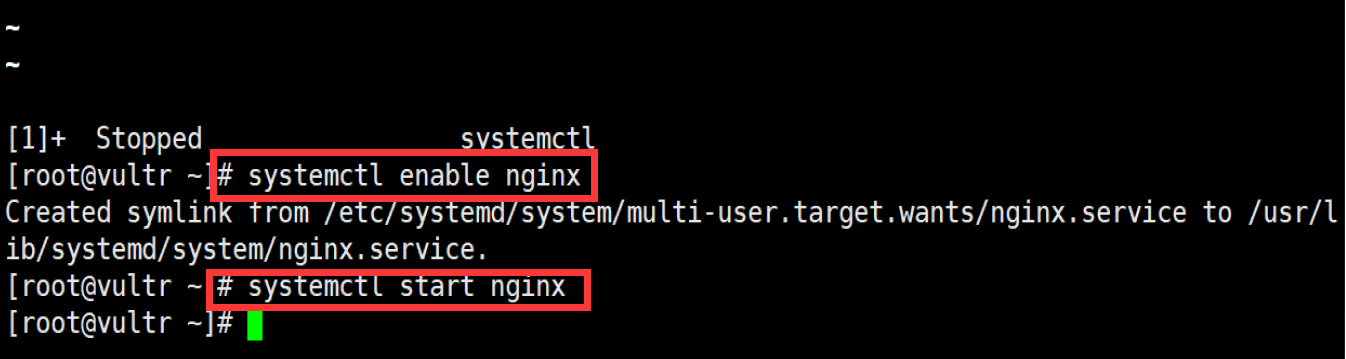 ~
~
[1]+  Stopped                 systemctl
[root@vultr ~]# systemctl enable nginx
Created symlink from /etc/systemd/system/multi-user.target.wants/nginx.service to /usr/l
ib/systemd/system/nginx.service.
[root@vultr ~]# systemctl start nginx
[root@vultr ~]#